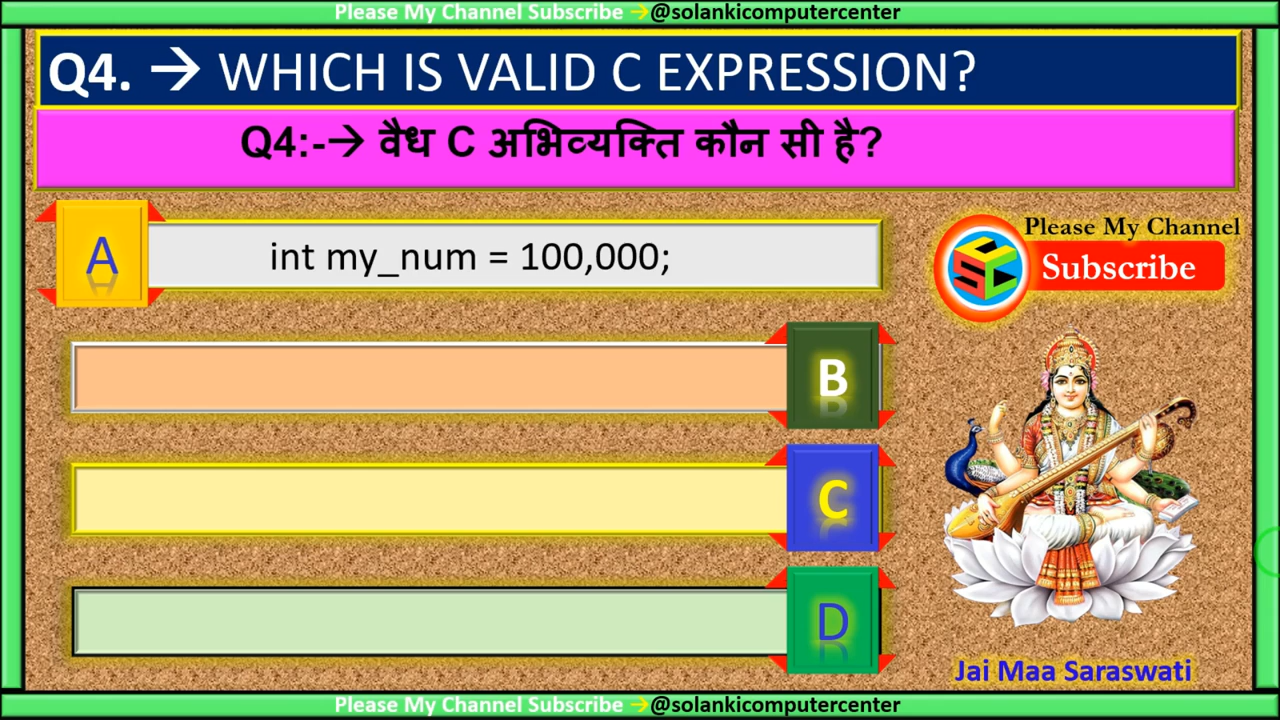 Please My Channel Subscribe →@solankicomputercenter
Q4. → WHICH IS VALID C EXPRESSION?
Q4:-→ वैध C अभिव्यक्ति कौन सी है?
A
int my_num = 100,000;
Please My Channel
SCC
Subscribe
B
C
D
Jai Maa Saraswati
Please My Channel Subscribe →@solankicomputercenter